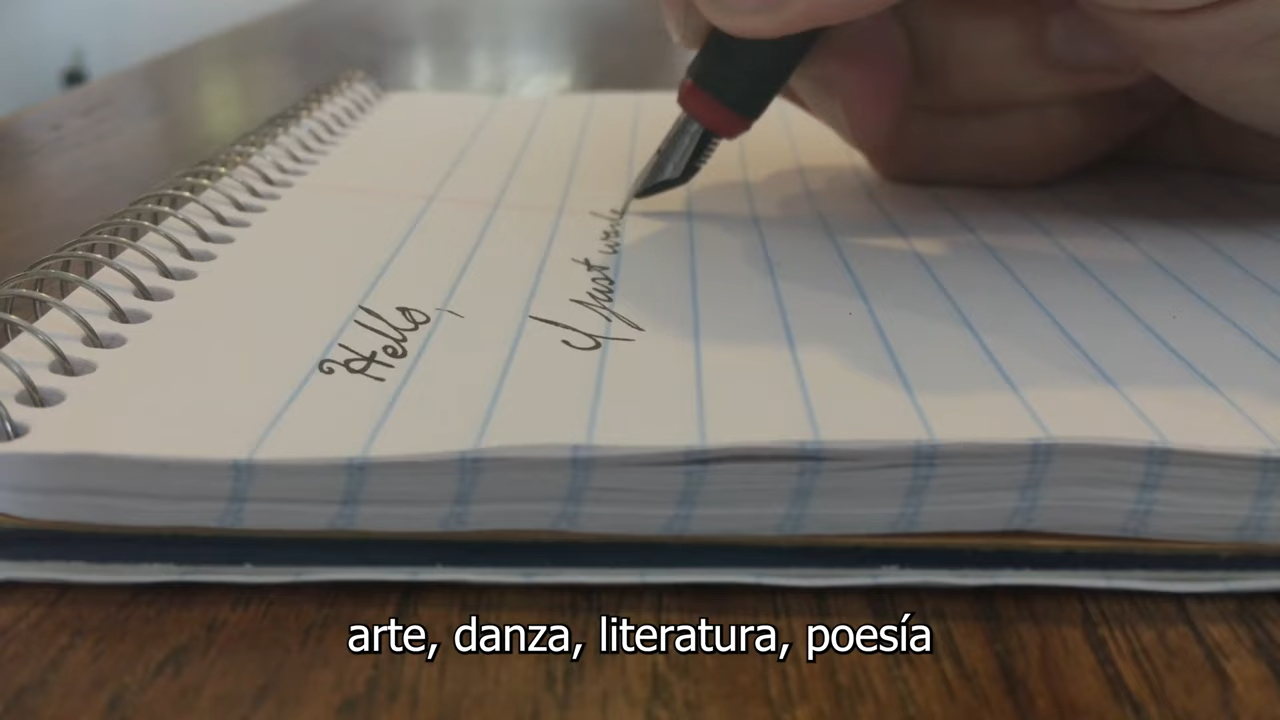 Hello,
I just
arte, danza, literatura, poesía